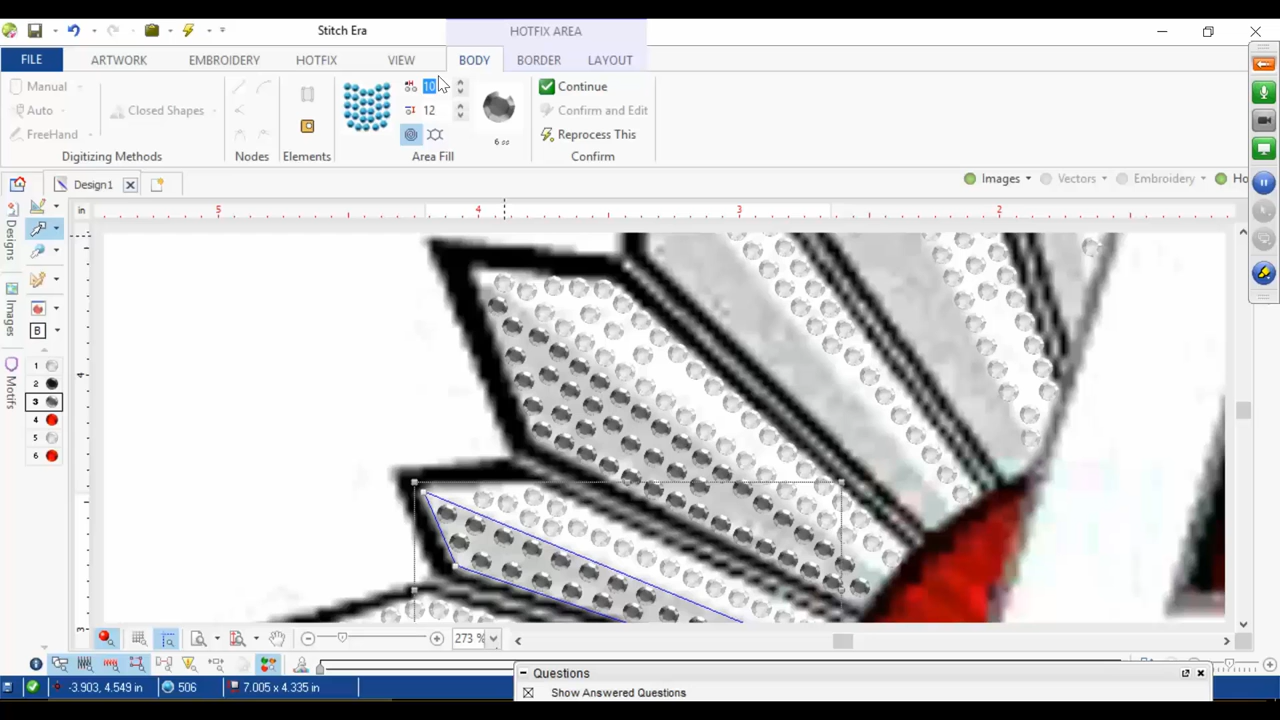 Stitch Era
HOTFIX AREA
FILE ARTWORK EMBROIDERY HOTFIX VIEW BODY BORDER LAYOUT
Manual 10 Continue
Auto Closed Shapes 12 Confirm and Edit
FreeHand 6 ss Reprocess This
Digitizing Methods Nodes Elements Area Fill Confirm
Design1 Images Vectors Embroidery Ho
in 5 4 3 2
Designs
Images
Motifs
B
1
2
3
4
5
6
4
3
273 %
Questions
Show Answered Questions
-3.903, 4.549 in 506 7.005 x 4.335 in